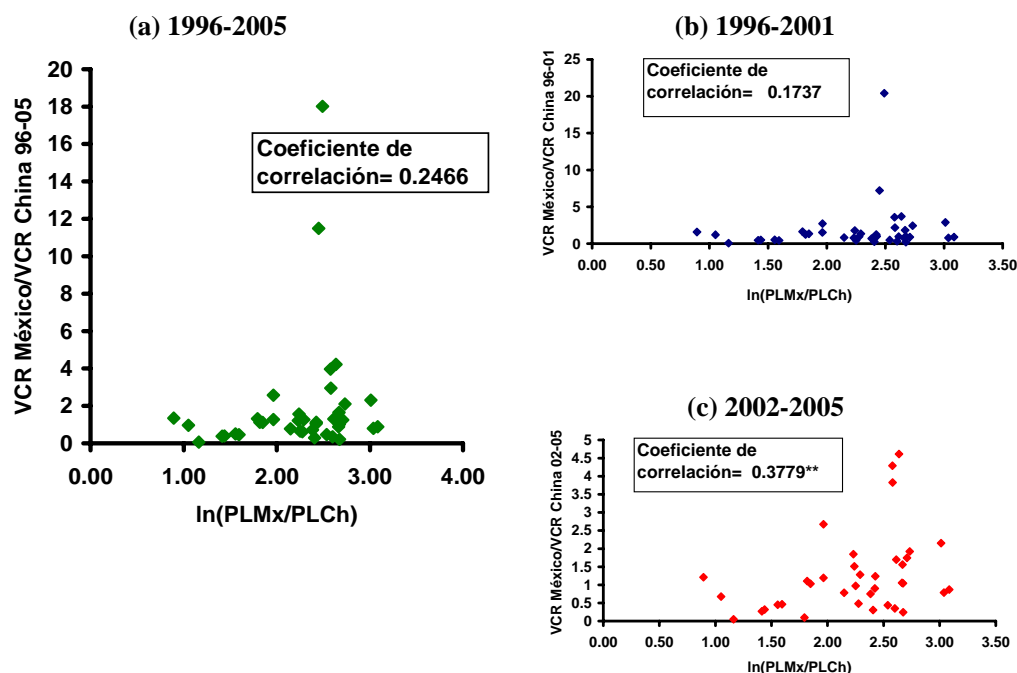 (a) 1996-2005
VCR México/VCR China 96-05
20
18
16
14
12
10
8
6
4
2
0
Coeficiente de
correlación= 0.2466
0.00 1.00 2.00 3.00 4.00
ln(PLMx/PLCh)
(b) 1996-2001
VCR México/VCR China 96-01
25
20
15
10
5
0
Coeficiente de
correlación= 0.1737
0.00 0.50 1.00 1.50 2.00 2.50 3.00 3.50
ln(PLMx/PLCh)
(c) 2002-2005
VCR México/VCR China 02-05
5
4.5
4
3.5
3
2.5
2
1.5
1
0.5
0
Coeficiente de
correlación= 0.3779**
0.00 0.50 1.00 1.50 2.00 2.50 3.00 3.50
ln(PLMx/PLCh)